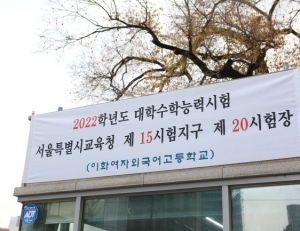 2022학년도 대학수학능력시험
서울특별시교육청 제 15시험지구 제 20시험장
(이화여자외국어고등학교)
ADT